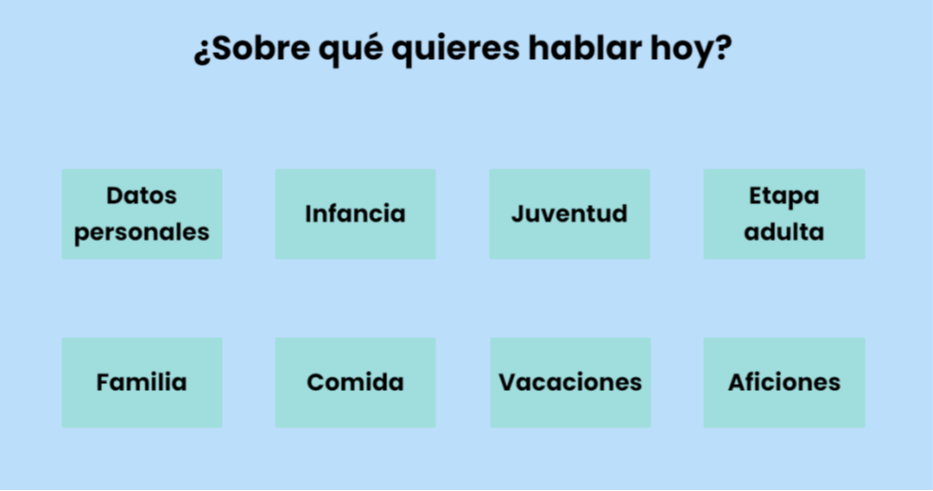 ¿Sobre qué quieres hablar hoy?
Datos
personales
Infancia
Juventud
Etapa
adulta
Familia
Comida
Vacaciones
Aficiones